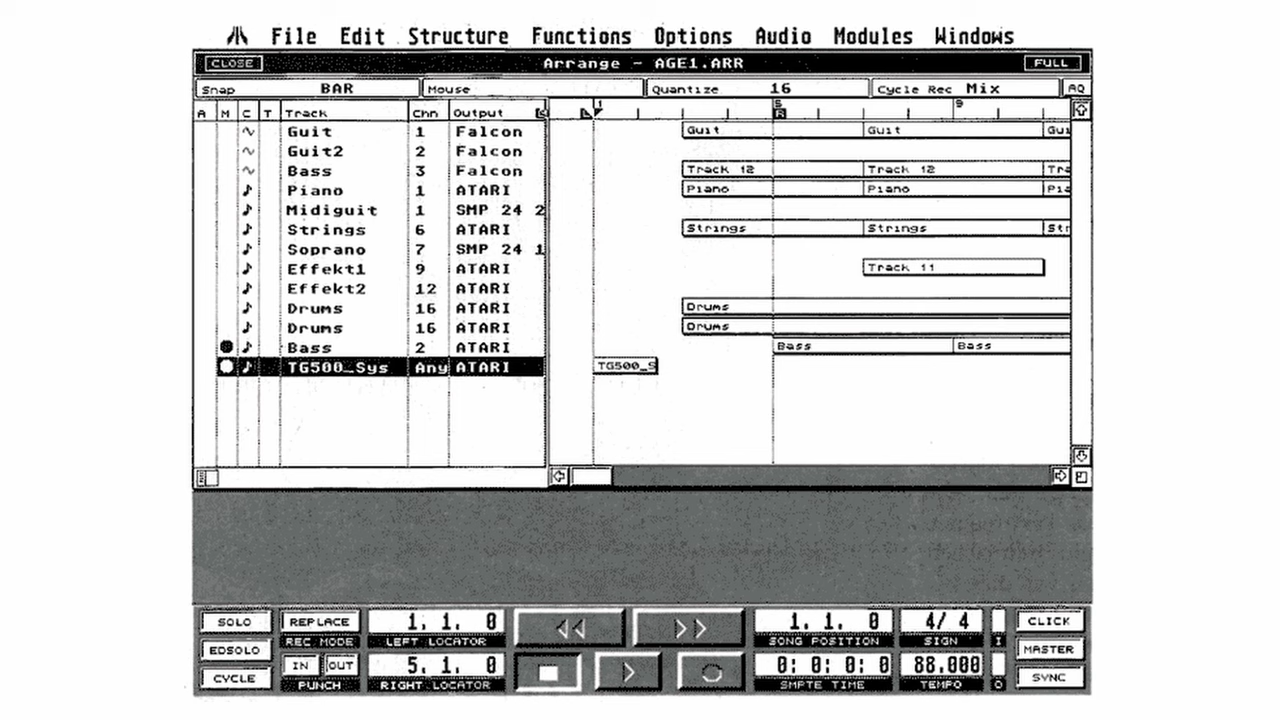 File Edit Structure Functions Options Audio Modules Windows
CLOSE Arrange - AGE1.ARR FULL
Snap BAR Mouse Quantize 16 Cycle Rec Mix AQ
A M C T Track Chn Output 1 5 9
Guit 1 Falcon Guit Guit Gui
Guit2 2 Falcon
Bass 3 Falcon Track 12 Track 12 Tra
Piano 1 ATARI Piano Piano Pia
Midiguit 1 SMP 24 2
Strings 6 ATARI Strings Strings Str
Soprano 7 SMP 24 1
Effekt1 9 ATARI Track 11
Effekt2 12 ATARI
Drums 16 ATARI Drums
Drums 16 ATARI Drums
Bass 2 ATARI Bass Bass
TG500_Sys Any ATARI TG500_S
SOLO REPLACE 1. 1. 0 1. 1. 0 4/ 4 CLICK
REC MODE LEFT LOCATOR SONG POSITION SIGN I
EDSOLO MASTER
IN OUT 5. 1. 0 0: 0: 0: 0 88.000
CYCLE PUNCH RIGHT LOCATOR SMPTE TIME TEMPO O SYNC